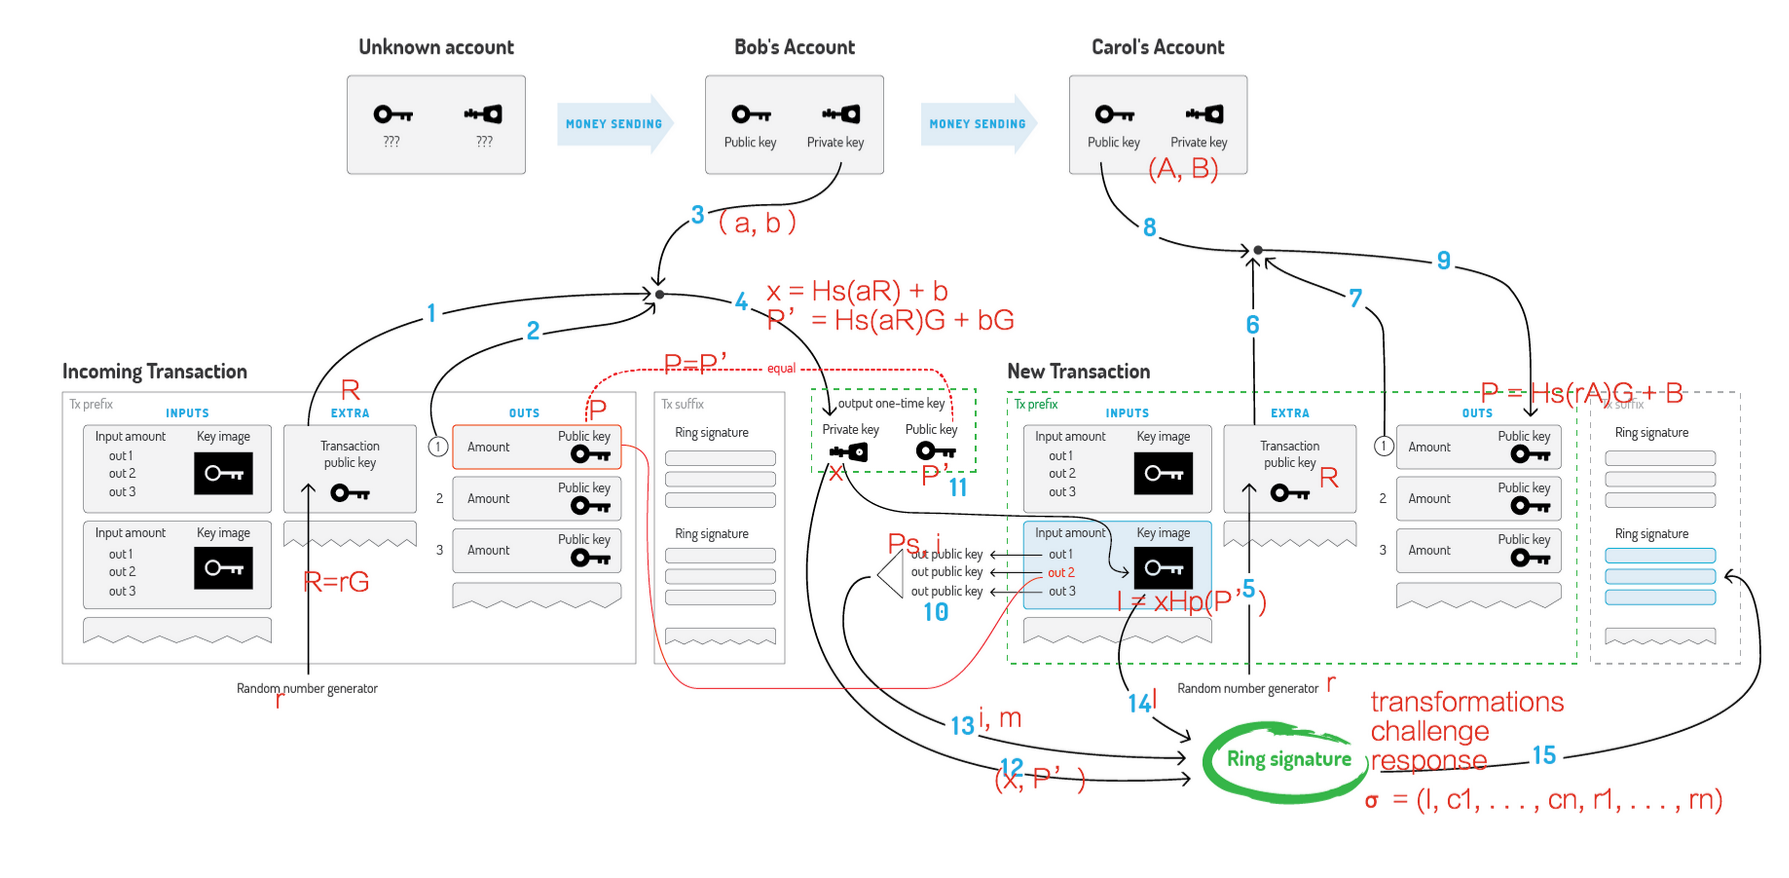 Unknown account
Bob's Account
Carol's Account
???
???
MONEY SENDING
Public key
Private key
MONEY SENDING
Public key
Private key
(A, B)
3
( a, b )
8
9
1
2
4
x = Hs(aR) + b
P' = Hs(aR)G + bG
7
6
Incoming Transaction
P=P'
equal
New Transaction
Tx prefix
INPUTS
R
EXTRA
OUTS
P
Input amount
out 1
out 2
out 3
Key image
Transaction
public key
1
Amount
Public key
2
Amount
Public key
3
Amount
Public key
Input amount
out 1
out 2
out 3
Key image
R=rG
Random number generator
r
Tx suffix
Ring signature
Ring signature
output one-time key
Private key
Public key
x
P'
11
Ps, i
out public key
out public key
out public key
10
Tx prefix
INPUTS
EXTRA
OUTS
P = Hs(rA)G + B
Input amount
out 1
out 2
out 3
Key image
Transaction
public key
R
1
Amount
Public key
2
Amount
Public key
3
Amount
Public key
Input amount
out 1
out 2
out 3
Key image
I = xHp(P' )
5
Random number generator
r
Tx suffix
Ring signature
Ring signature
14
I
13
i, m
12
(x, P' )
Ring signature
transformations
challenge
response
15
σ = (I, c1, . . . , cn, r1, . . . , rn)